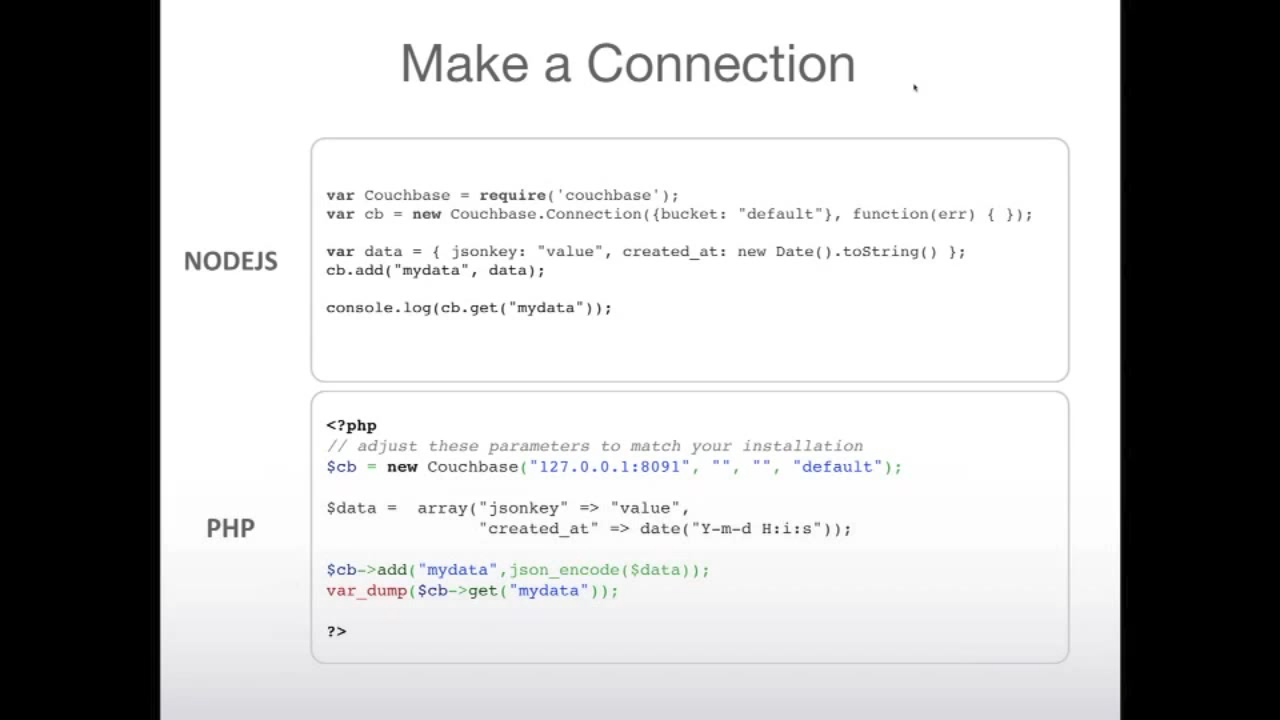 Make a Connection
NODEJS
var Couchbase = require('couchbase');
var cb = new Couchbase.Connection({bucket: "default"}, function(err) { });
var data = { jsonkey: "value", created_at: new Date().toString() };
cb.add("mydata", data);
console.log(cb.get("mydata"));
PHP
<?php
// adjust these parameters to match your installation
$cb = new Couchbase("127.0.0.1:8091", "", "", "default");
$data =  array("jsonkey" => "value",
"created_at" => date("Y-m-d H:i:s"));
$cb->add("mydata",json_encode($data));
var_dump($cb->get("mydata"));
?>